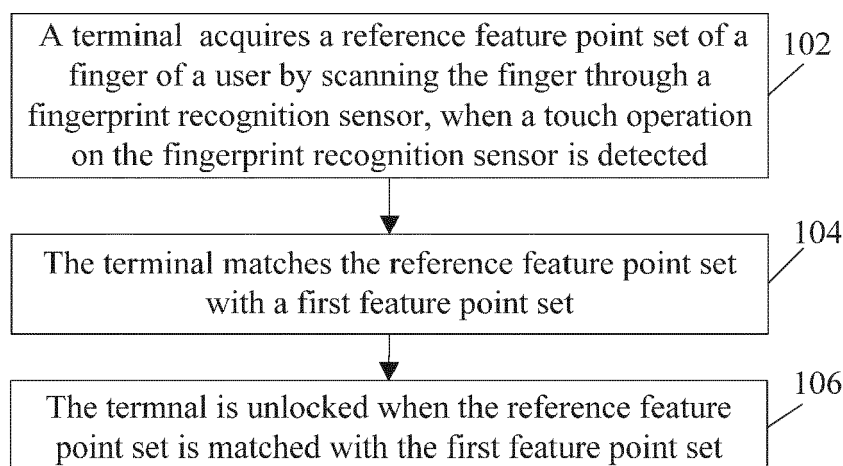 A terminal acquires a reference feature point set of a
finger of a user by scanning the finger through a
fingerprint recognition sensor, when a touch operation
on the fingerprint recognition sensor is detected
102
The terminal matches the reference feature point set
with a first feature point set
104
The termnal is unlocked when the reference feature
point set is matched with the first feature point set
106